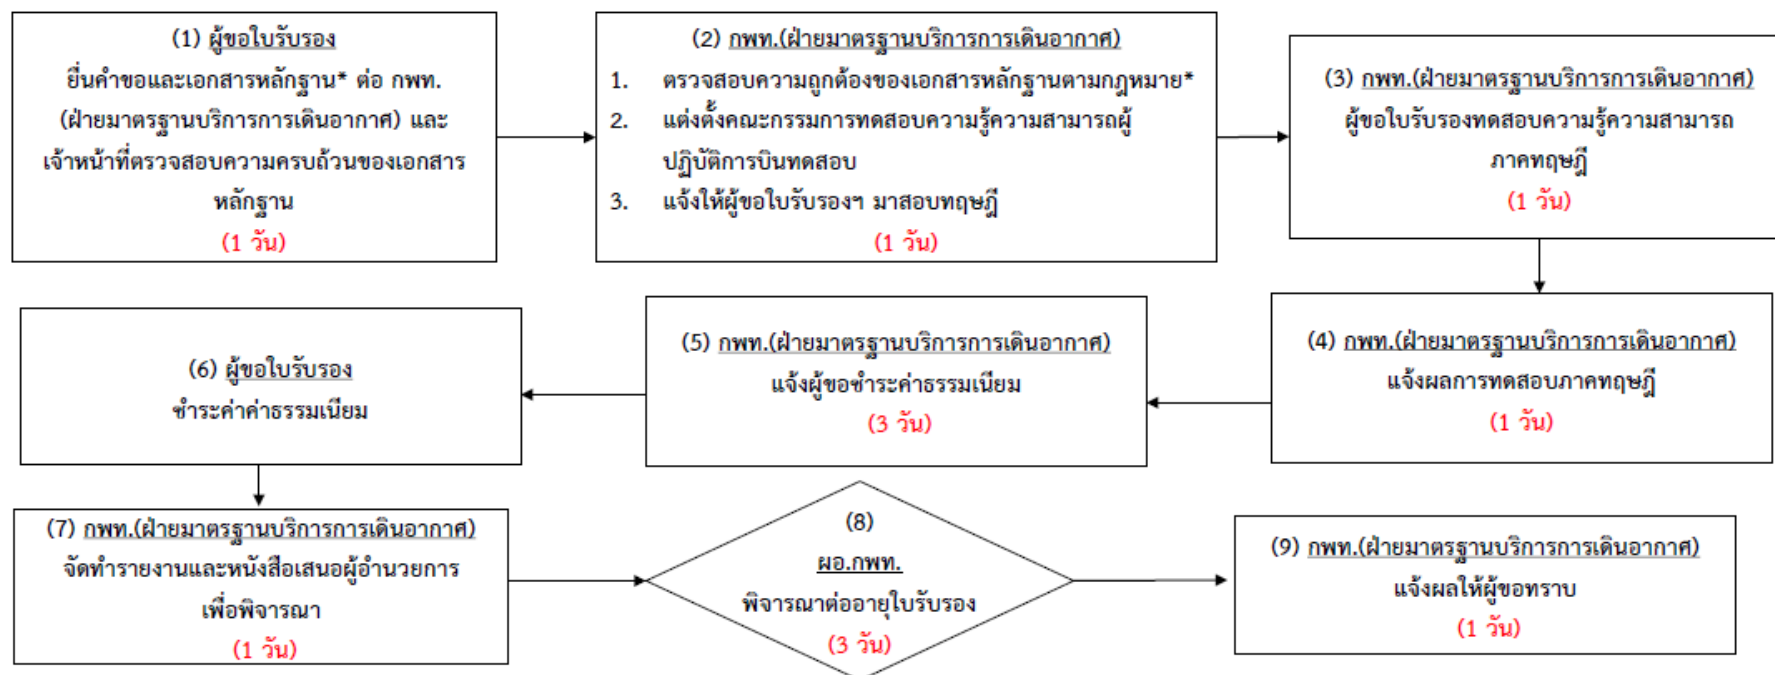 (1) ผู้ขอใบรับรอง
ยื่นคำขอและเอกสารหลักฐาน* ต่อ กพท.
(ฝ่ายมาตรฐานบริการการเดินอากาศ) และ
เจ้าหน้าที่ตรวจสอบความครบถ้วนของเอกสาร
หลักฐาน
(1 วัน)
(2) กพท.(ฝ่ายมาตรฐานบริการการเดินอากาศ)
1. ตรวจสอบความถูกต้องของเอกสารหลักฐานตามกฎหมาย*
2. แต่งตั้งคณะกรรมการทดสอบความรู้ความสามารถผู้
ปฏิบัติการบินทดสอบ
3. แจ้งให้ผู้ขอใบรับรองฯ มาสอบทฤษฎี
(1 วัน)
(3) กพท.(ฝ่ายมาตรฐานบริการการเดินอากาศ)
ผู้ขอใบรับรองทดสอบความรู้ความสามารถ
ภาคทฤษฎี
(1 วัน)
(4) กพท.(ฝ่ายมาตรฐานบริการการเดินอากาศ)
แจ้งผลการทดสอบภาคทฤษฎี
(1 วัน)
(5) กพท.(ฝ่ายมาตรฐานบริการการเดินอากาศ)
แจ้งผู้ขอชำระค่าธรรมเนียม
(3 วัน)
(6) ผู้ขอใบรับรอง
ชำระค่าค่าธรรมเนียม
(7) กพท.(ฝ่ายมาตรฐานบริการการเดินอากาศ)
จัดทำรายงานและหนังสือเสนอผู้อำนวยการ
เพื่อพิจารณา
(1 วัน)
(8)
ผอ.กพท.
พิจารณาต่ออายุใบรับรอง
(3 วัน)
(9) กพท.(ฝ่ายมาตรฐานบริการการเดินอากาศ)
แจ้งผลให้ผู้ขอทราบ
(1 วัน)